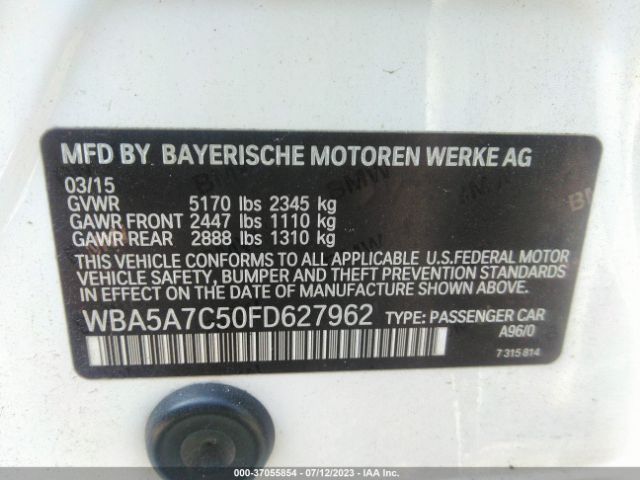 MFD BY BAYERISCHE MOTOREN WERKE AG
03/15
GVWR 5170 lbs 2345 kg
GAWR FRONT 2447 lbs 1110 kg
GAWR REAR 2888 lbs 1310 kg
THIS VEHICLE CONFORMS TO ALL APPLICABLE U.S.FEDERAL MOTOR
VEHICLE SAFETY, BUMPER AND THEFT PREVENTION STANDARDS
IN EFFECT ON THE DATE OF MANUFACTURE SHOWN ABOVE.
WBA5A7C50FD627962 TYPE: PASSENGER CAR
A96/0
7 315 814
000-37055854 - 07/12/2023 - IAA Inc.